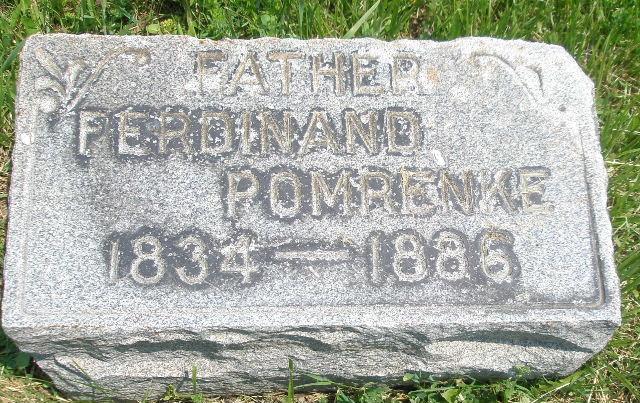 FATHER
FERDINAND
POMRENKE
1834 — 1886